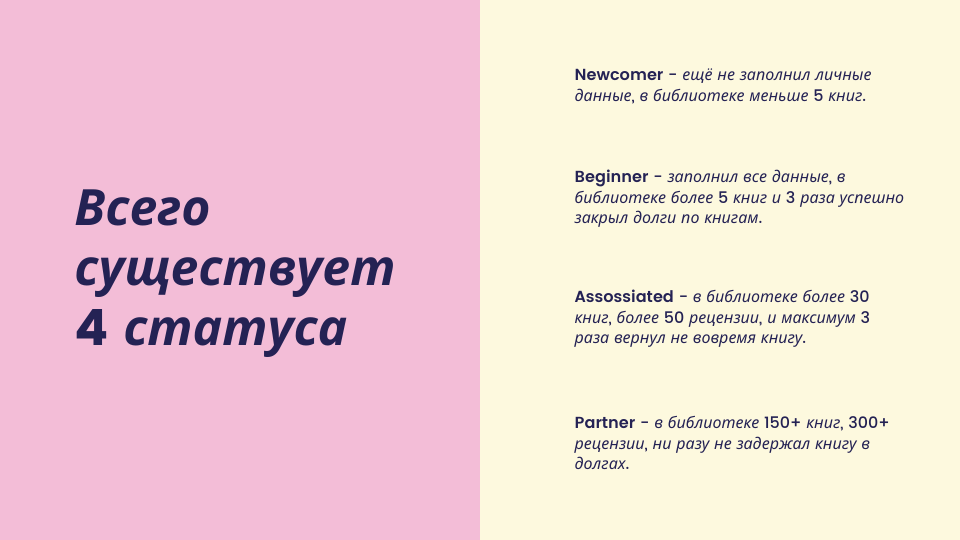 Всего
существует
4 статуса
Newcomer – ещё не заполнил личные
данные, в библиотеке меньше 5 книг.
Beginner – заполнил все данные, в
библиотеке более 5 книг и 3 раза успешно
закрыл долги по книгам.
Assossiated – в библиотеке более 30
книг, более 50 рецензии, и максимум 3
раза вернул не вовремя книгу.
Partner – в библиотеке 150+ книг, 300+
рецензии, ни разу не задержал книгу в
долгах.